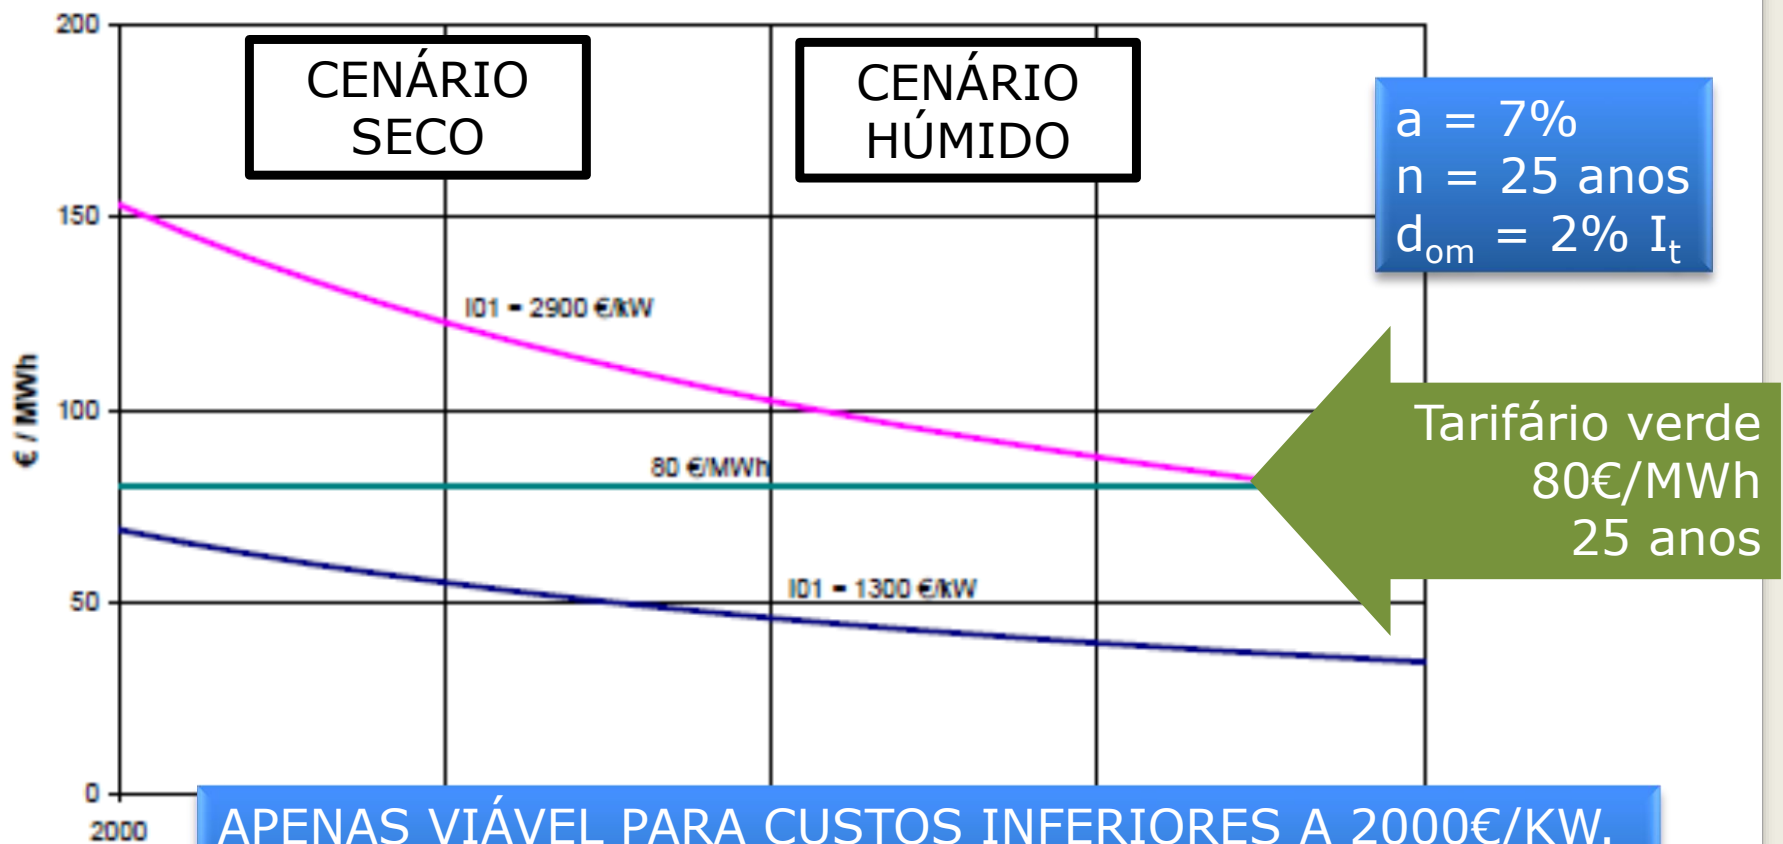 200
CENÁRIO
SECO
CENÁRIO
HÚMIDO
a = 7%
n = 25 anos
dom = 2% It
150
I01 = 2900 €/kW
€ / MWh
100
Tarifário verde
80€/MWh
25 anos
80 €/MWh
50
I01 = 1300 €/kW
0
2000
APENAS VIÁVEL PARA CUSTOS INFERIORES A 2000€/KW.